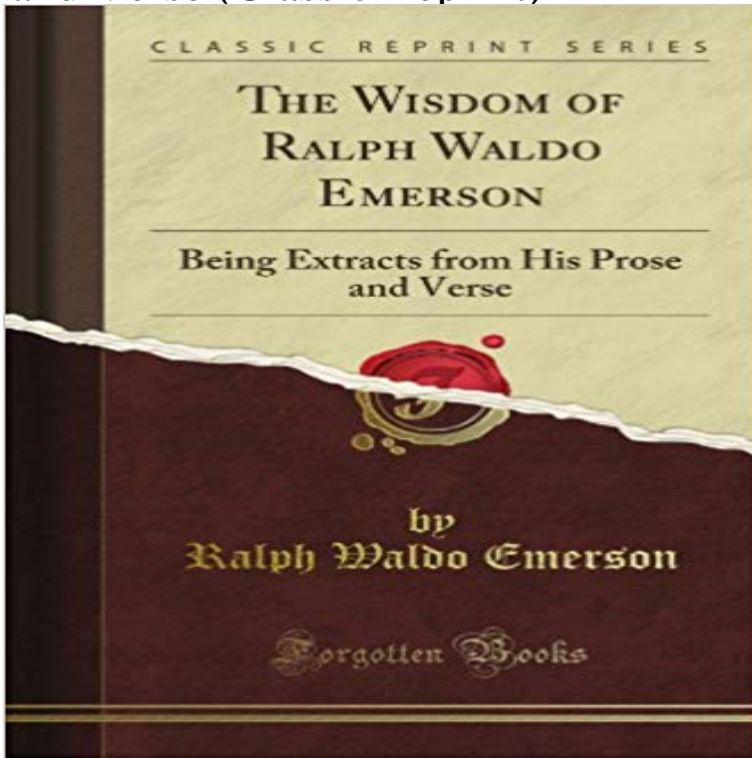 CLASSIC REPRINT SERIES
THE WISDOM OF
RALPH WALDO
EMERSON
Being Extracts from His Prose
and Verse
by
Ralph Waldo Emerson
Forgotten Books